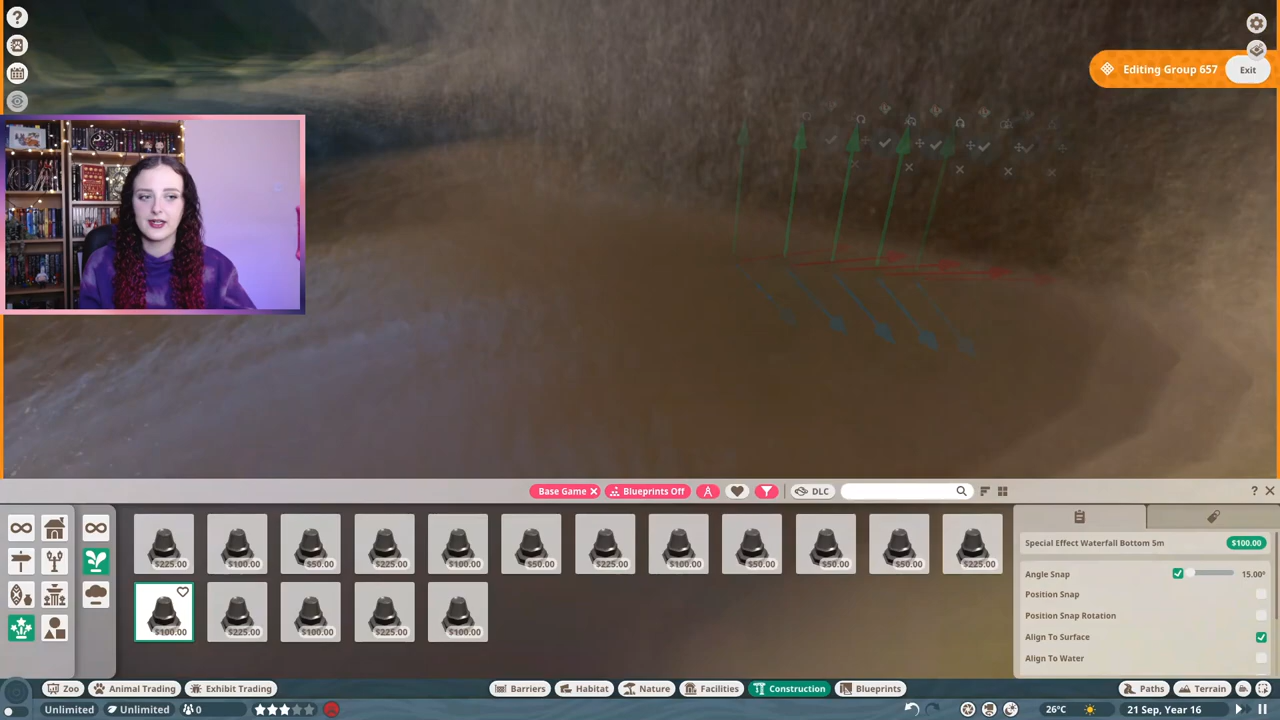 Editing Group 657
Exit
Base Game
Blueprints Off
DLC
$225.00
$100.00
$50.00
$225.00
$100.00
$50.00
$225.00
$100.00
$50.00
$50.00
$50.00
$225.00
$100.00
$225.00
$100.00
$225.00
$100.00
Special Effect Waterfall Bottom 5m
$100.00
Angle Snap
15.00°
Position Snap
Position Snap Rotation
Align To Surface
Align To Water
Zoo
Animal Trading
Exhibit Trading
Barriers
Habitat
Nature
Facilities
Construction
Blueprints
Paths
Terrain
Unlimited
Unlimited
0
26°C
21 Sep, Year 16